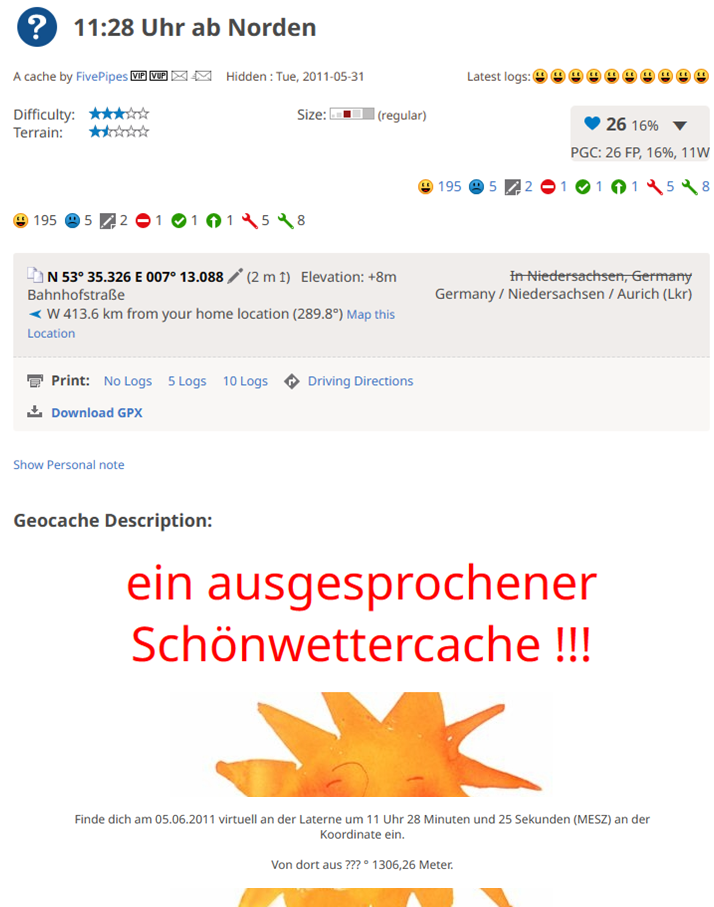 11:28 Uhr ab Norden
A cache by FivePipes VIP VUP Hidden : Tue, 2011-05-31 Latest logs:
Difficulty: Size: (regular) 26 16%
Terrain:
PGC: 26 FP, 16%, 11W
195 5 2 1 1 1 5 8
195 5 2 1 1 1 5 8
N 53° 35.326 E 007° 13.088 (2 m ↥) Elevation: +8m In Niedersachsen, Germany
Bahnhofstraße Germany / Niedersachsen / Aurich (Lkr)
W 413.6 km from your home location (289.8°) Map this
Location
Print: No Logs 5 Logs 10 Logs Driving Directions
Download GPX
Show Personal note
Geocache Description:
ein ausgesprochener
Schönwettercache !!!
Finde dich am 05.06.2011 virtuell an der Laterne um 11 Uhr 28 Minuten und 25 Sekunden (MESZ) an der
Koordinate ein.
Von dort aus ??? ° 1306,26 Meter.